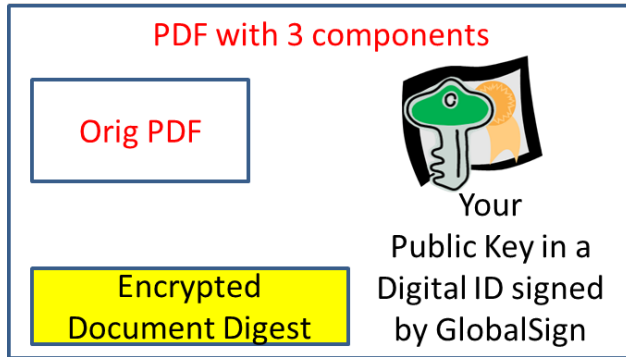 PDF with 3 components
Orig PDF
Your
Public Key in a
Digital ID signed
by GlobalSign
Encrypted
Document Digest